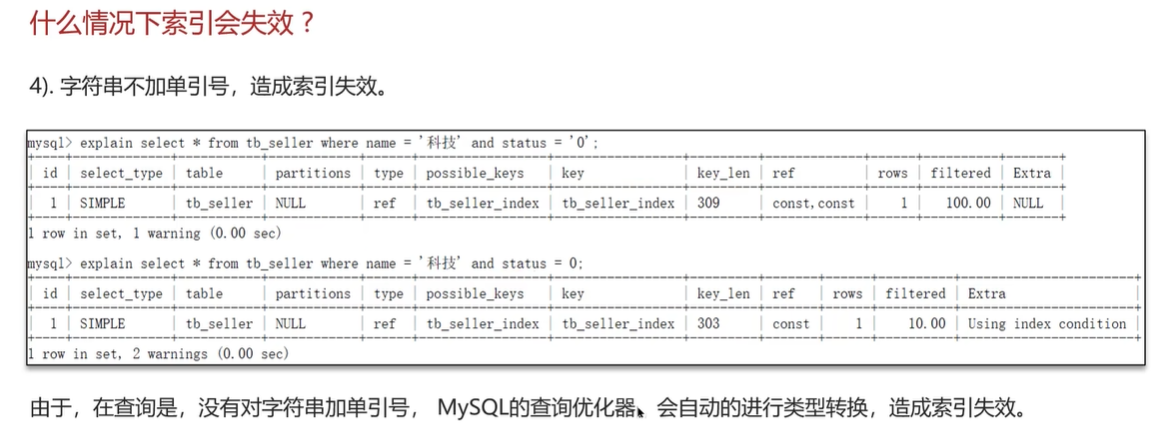 什么情况下索引会失效？
4). 字符串不加单引号，造成索引失效。
mysql> explain select * from tb_seller where name = '科技' and status = '0';
| id | select_type | table | partitions | type | possible_keys | key | key_len | ref | rows | filtered | Extra |
| 1 | SIMPLE | tb_seller | NULL | ref | tb_seller_index | tb_seller_index | 309 | const,const | 1 | 100.00 | NULL |
1 row in set, 1 warning (0.00 sec)
mysql> explain select * from tb_seller where name = '科技' and status = 0;
| id | select_type | table | partitions | type | possible_keys | key | key_len | ref | rows | filtered | Extra |
| 1 | SIMPLE | tb_seller | NULL | ref | tb_seller_index | tb_seller_index | 303 | const | 1 | 10.00 | Using index condition |
1 row in set, 2 warnings (0.00 sec)
由于，在查询是，没有对字符串加单引号， MySQL的查询优化器、会自动的进行类型转换，造成索引失效。